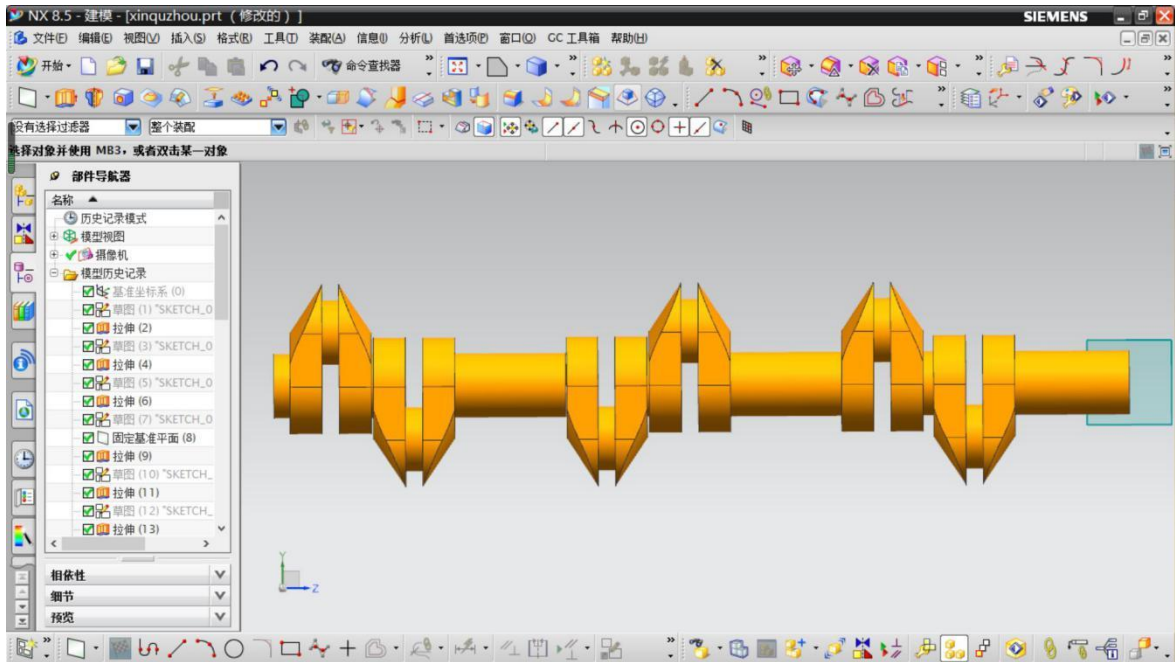 NX 8.5 - 建模 - [xinquzhou.prt （修改的）]
SIEMENS
文件(F) 编辑(E) 视图(V) 插入(S) 格式(R) 工具(T) 装配(A) 信息(I) 分析(L) 首选项(P) 窗口(O) GC 工具箱 帮助(H)
开始 命令查找器
没有选择过滤器 整个装配
选择对象并使用 MB3，或者双击某一对象
部件导航器
名称
历史记录模式
模型视图
摄像机
模型历史记录
基准坐标系 (0)
草图 (1) "SKETCH_0
拉伸 (2)
草图 (3) "SKETCH_0
拉伸 (4)
草图 (5) "SKETCH_0
拉伸 (6)
草图 (7) "SKETCH_0
固定基准平面 (8)
拉伸 (9)
草图 (10) "SKETCH_
拉伸 (11)
草图 (12) "SKETCH_
拉伸 (13)
相依性
细节
预览
Y
Z